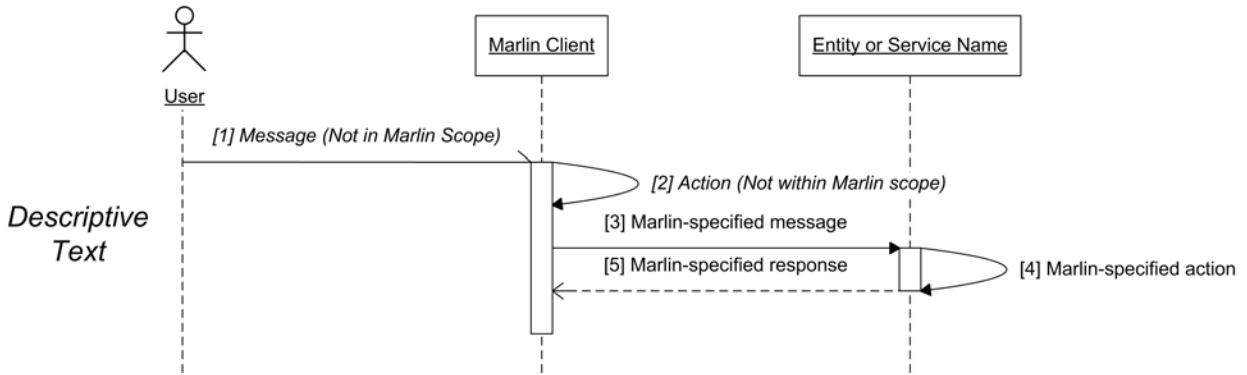 Marlin Client
Entity or Service Name
User
[1] Message (Not in Marlin Scope)
[2] Action (Not within Marlin scope)
Descriptive
Text
[3] Marlin-specified message
[5] Marlin-specified response
[4] Marlin-specified action